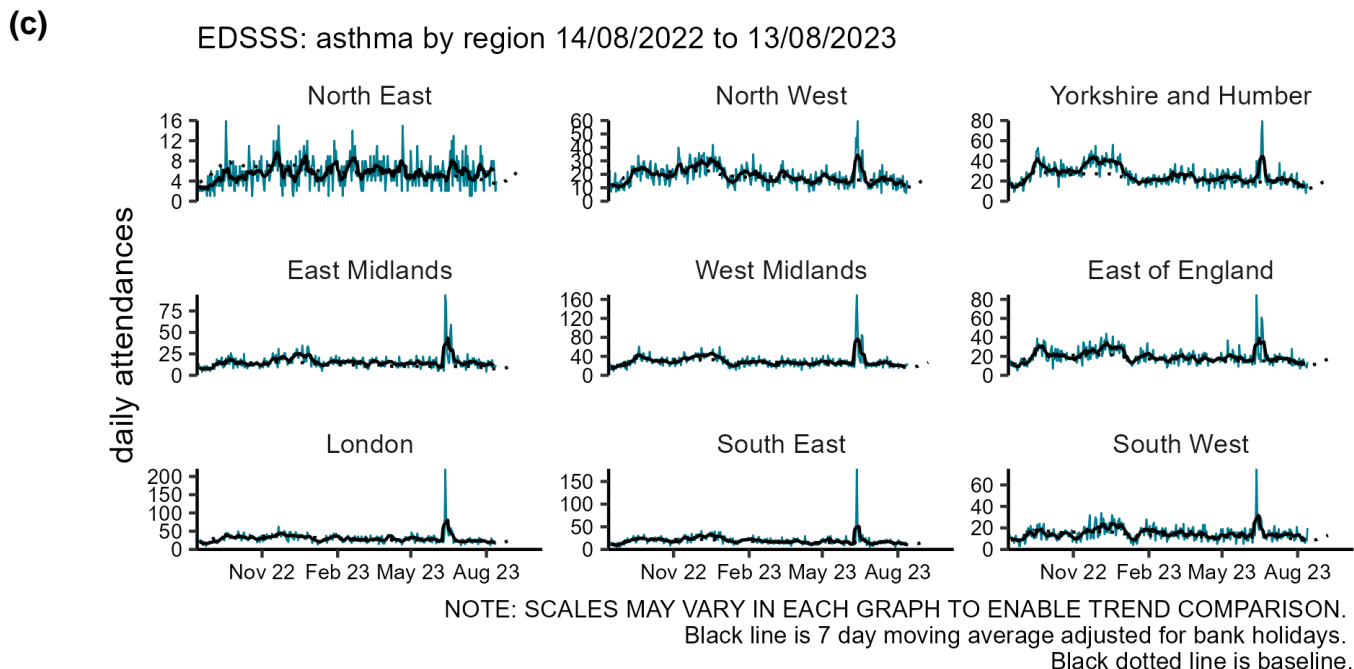 (c)
EDSSS: asthma by region 14/08/2022 to 13/08/2023
daily attendances
North East
16
12
8
4
0
North West
60
50
40
30
20
10
0
Yorkshire and Humber
80
60
40
20
0
East Midlands
75
50
25
0
West Midlands
160
120
80
40
0
East of England
80
60
40
20
0
London
200
150
100
50
0
Nov 22 Feb 23 May 23 Aug 23
South East
150
100
50
0
Nov 22 Feb 23 May 23 Aug 23
South West
60
40
20
0
Nov 22 Feb 23 May 23 Aug 23
NOTE: SCALES MAY VARY IN EACH GRAPH TO ENABLE TREND COMPARISON.
Black line is 7 day moving average adjusted for bank holidays.
Black dotted line is baseline.